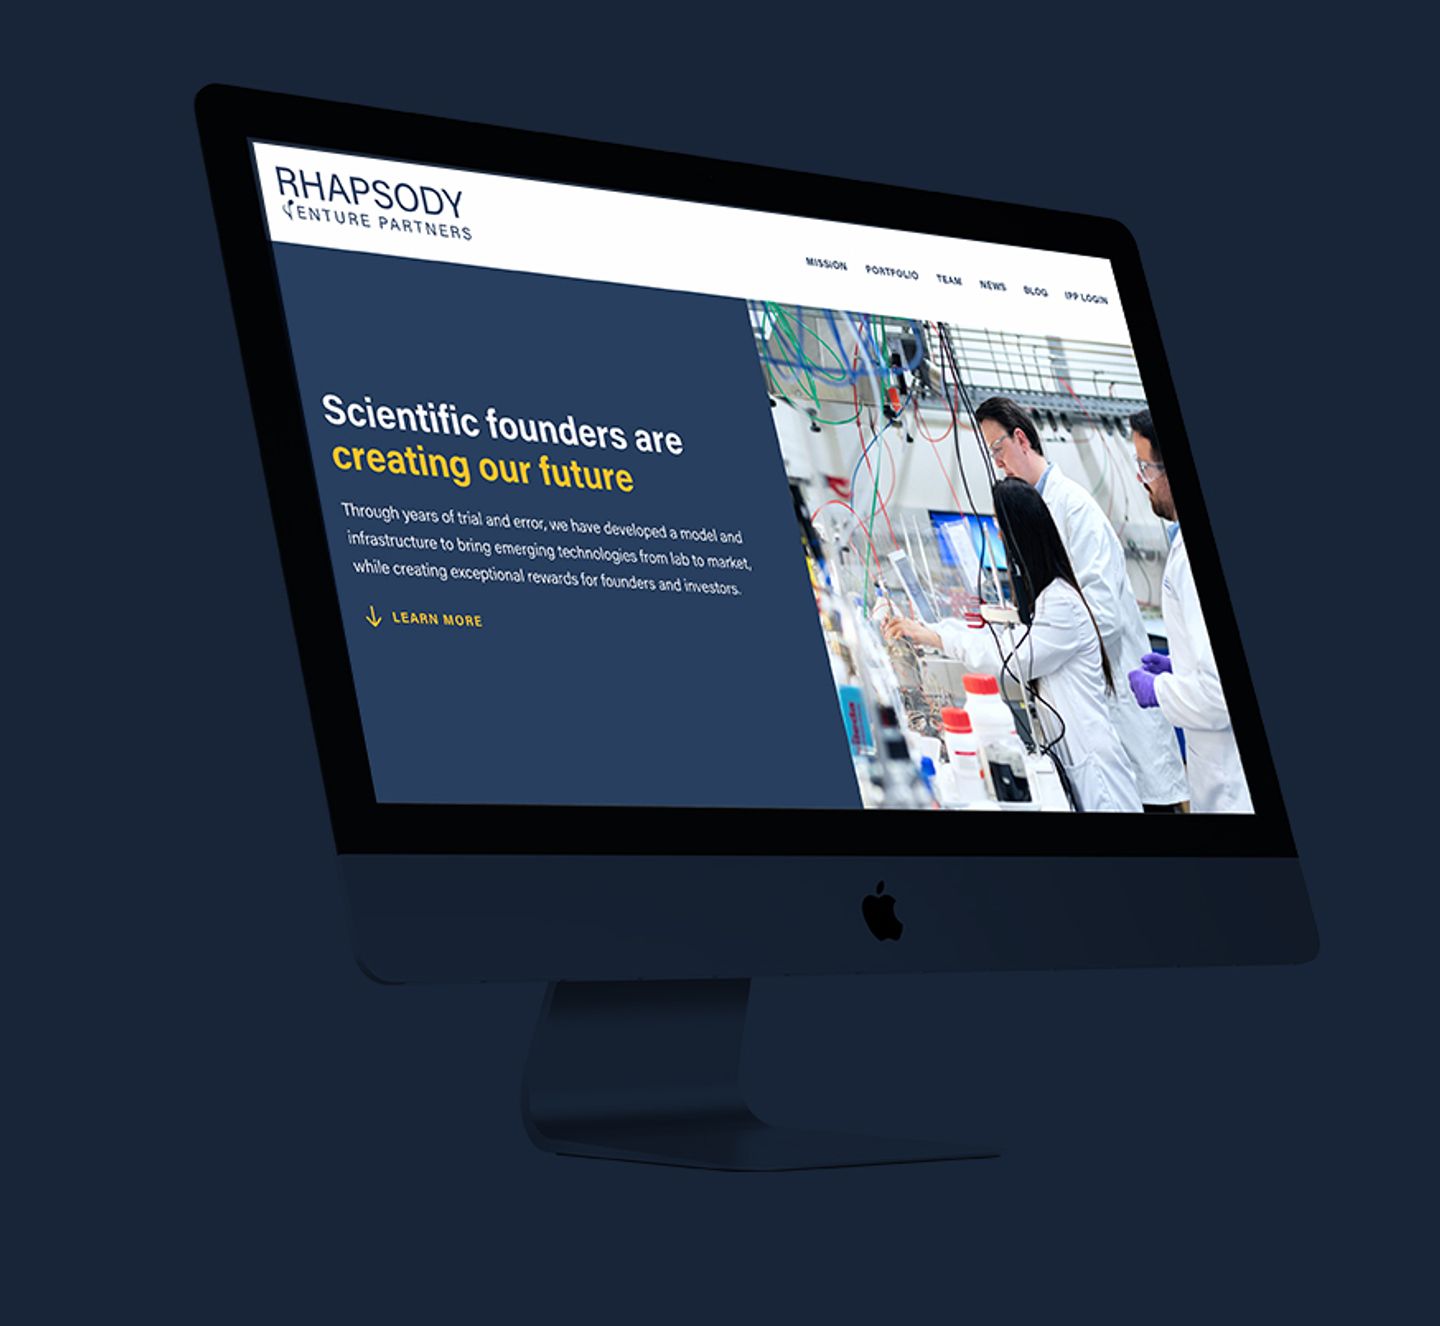 RHAPSODY
VENTURE PARTNERS
MISSION PORTFOLIO TEAM NEWS BLOG IPP LOGIN
Scientific founders are
creating our future
Through years of trial and error, we have developed a model and
infrastructure to bring emerging technologies from lab to market,
while creating exceptional rewards for founders and investors.
LEARN MORE